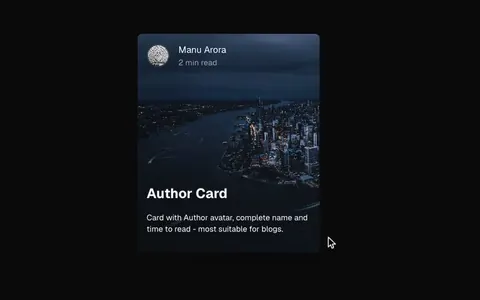 Manu Arora
2 min read
Author Card
Card with Author avatar, complete name and
time to read - most suitable for blogs.